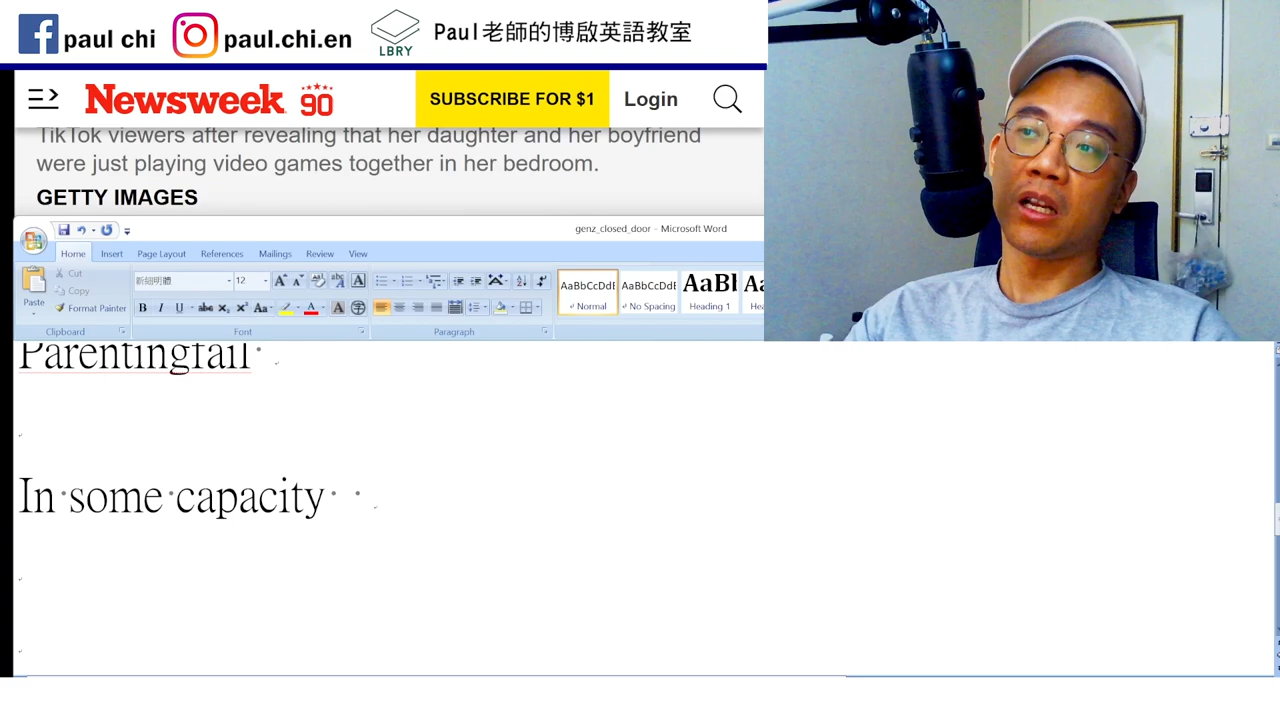 paul chi
paul.chi.en
LBRY
Paul老師的博啟英語教室
Newsweek 90
SUBSCRIBE FOR $1
Login
TikTok viewers after revealing that her daughter and her boyfriend
were just playing video games together in her bedroom.
GETTY IMAGES
genz_closed_door - Microsoft Word
Home Insert Page Layout References Mailings Review View
Paste
Cut
Copy
Format Painter
Clipboard
新細明體 12
Font
Paragraph
AaBbCcDdE AaBbCcDdE AaBb Aa
Normal No Spacing Heading 1 He
Parentingfail
In some capacity